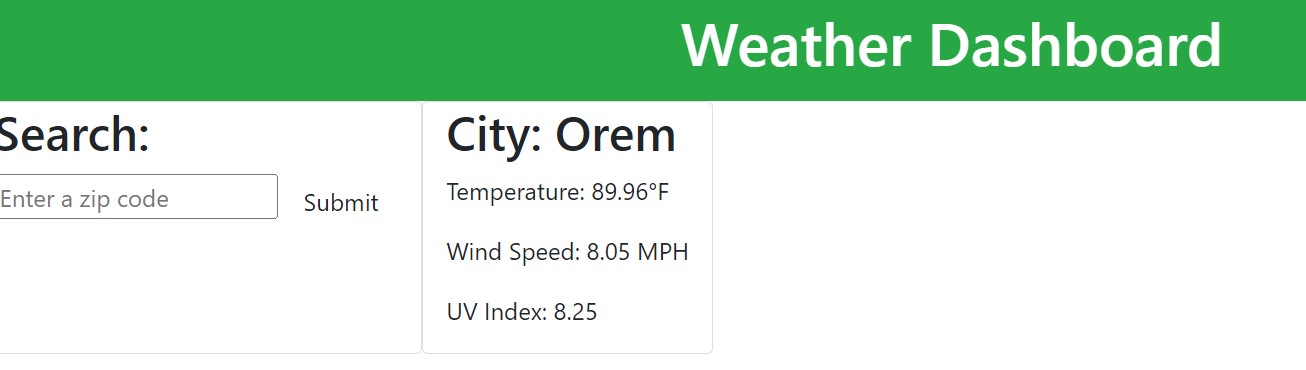 Weather Dashboard
Search:
Enter a zip code
Submit
City: Orem
Temperature: 89.96°F
Wind Speed: 8.05 MPH
UV Index: 8.25